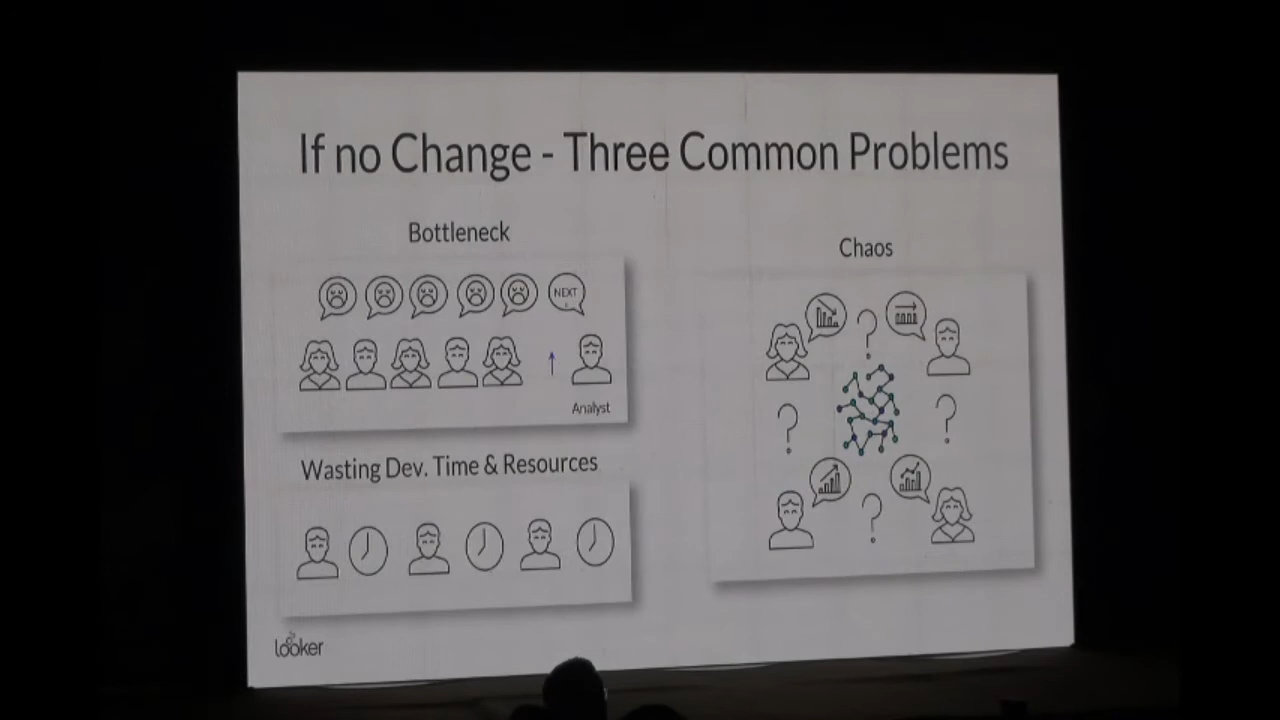 If no Change - Three Common Problems
Bottleneck
NEXT
Analyst
Wasting Dev. Time & Resources
Chaos
looker